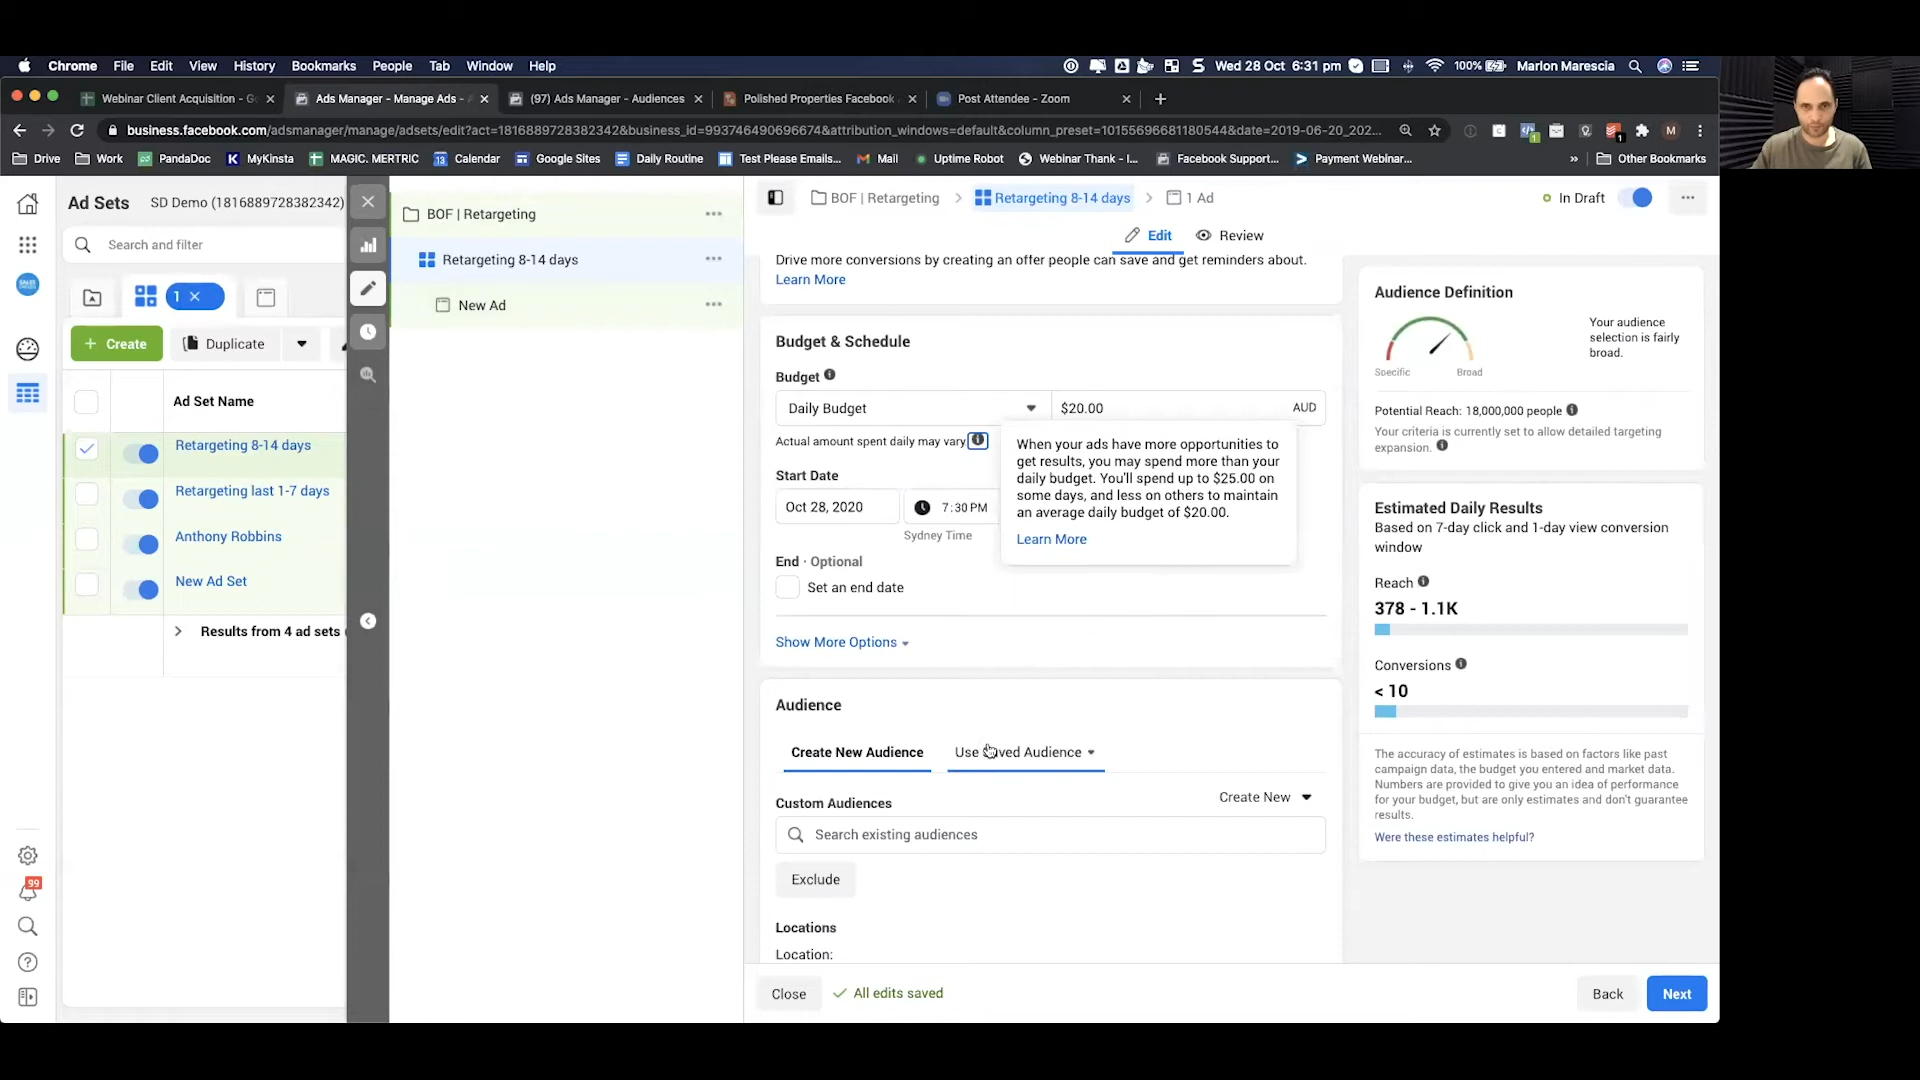 Chrome File Edit View History Bookmarks People Tab Window Help
Wed 28 Oct 6:31 pm 100% Marlon Marescia
Webinar Client Acquisition - G
Ads Manager - Manage Ads -
(97) Ads Manager - Audiences
Polished Properties Facebook
Post Attendee - Zoom
business.facebook.com/adsmanager/manage/adsets/edit?act=1816889728382342&business_id=993746490696674&attribution_windows=default&column_preset=10155696681180544&date=2019-06-20_202...
Drive Work PandaDoc MyKinsta MAGIC. MERTRIC Calendar Google Sites Daily Routine Test Please Emails... Mail Uptime Robot Webinar Thank - I... Facebook Support... Payment Webinar... » Other Bookmarks
Ad Sets SD Demo (1816889728382342)
Search and filter
1
+ Create
Duplicate
Ad Set Name
Retargeting 8-14 days
Retargeting last 1-7 days
Anthony Robbins
New Ad Set
Results from 4 ad sets
99
BOF | Retargeting
Retargeting 8-14 days
New Ad
BOF | Retargeting > Retargeting 8-14 days > 1 Ad
In Draft
Edit
Review
Drive more conversions by creating an offer people can save and get reminders about.
Learn More
Budget & Schedule
Budget
Daily Budget
$20.00 AUD
Actual amount spent daily may vary.
When your ads have more opportunities to
get results, you may spend more than your
daily budget. You'll spend up to $25.00 on
some days, and less on others to maintain
an average daily budget of $20.00.
Learn More
Start Date
Oct 28, 2020
7:30 PM
Sydney Time
End · Optional
Set an end date
Show More Options
Audience
Create New Audience
Use Saved Audience
Custom Audiences
Create New
Search existing audiences
Exclude
Locations
Location:
Close
All edits saved
Back
Next
Audience Definition
Specific
Broad
Your audience
selection is fairly
broad.
Potential Reach: 18,000,000 people
Your criteria is currently set to allow detailed targeting
expansion.
Estimated Daily Results
Based on 7-day click and 1-day view conversion
window
Reach
378 - 1.1K
Conversions
< 10
The accuracy of estimates is based on factors like past
campaign data, the budget you entered and market data.
Numbers are provided to give you an idea of performance
for your budget, but are only estimates and don't guarantee
results.
Were these estimates helpful?